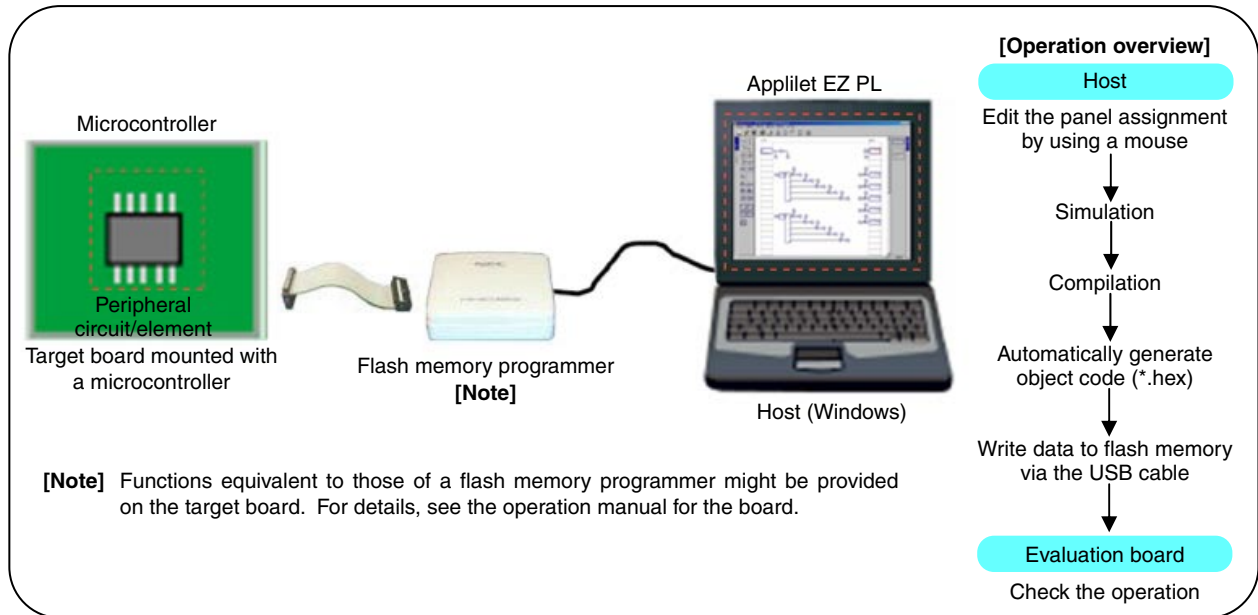 Microcontroller
Peripheral
circuit/element
Target board mounted with
a microcontroller
NEC
Flash memory programmer
[Note]
Applilet EZ PL
Host (Windows)
[Note] Functions equivalent to those of a flash memory programmer might be provided
on the target board. For details, see the operation manual for the board.
[Operation overview]
Host
Edit the panel assignment
by using a mouse
Simulation
Compilation
Automatically generate
object code (*.hex)
Write data to flash memory
via the USB cable
Evaluation board
Check the operation